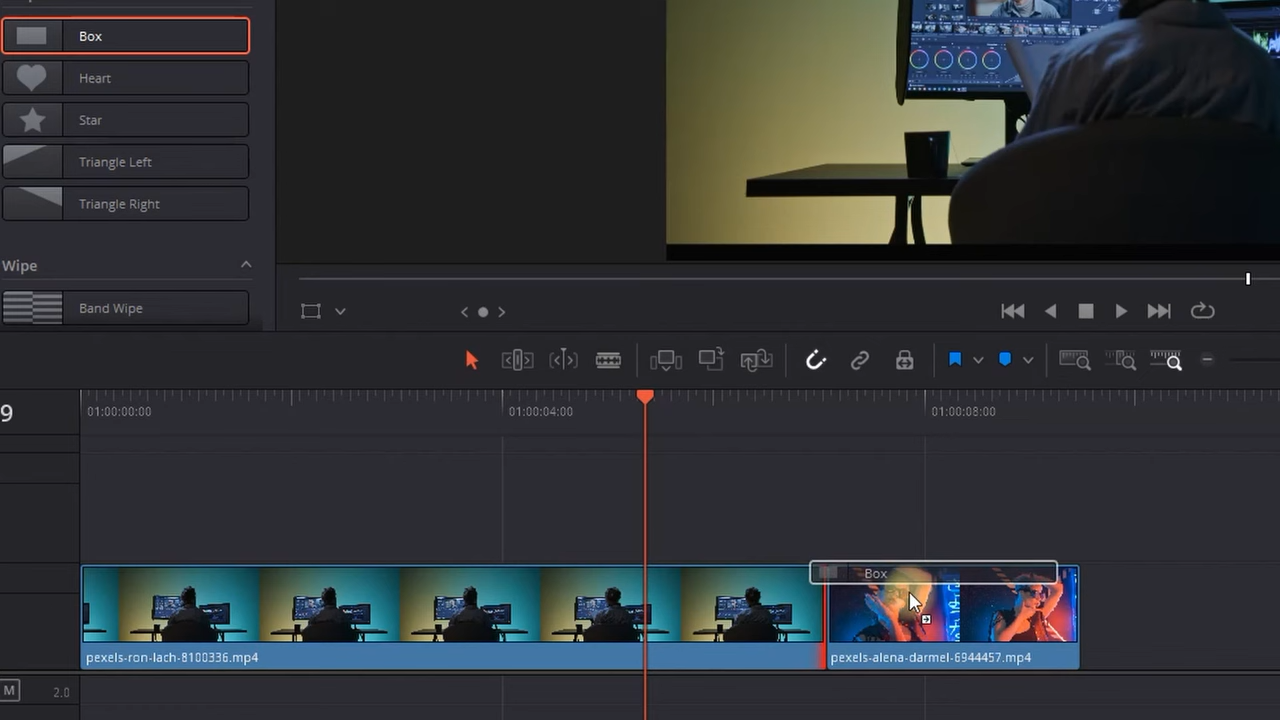 Box
Heart
Star
Triangle Left
Triangle Right
Wipe
Band Wipe
9
01:00:00:00
01:00:04:00
01:00:08:00
Box
pexels-ron-lach-8100336.mp4
pexels-alena-darmel-6944457.mp4
M
2.0